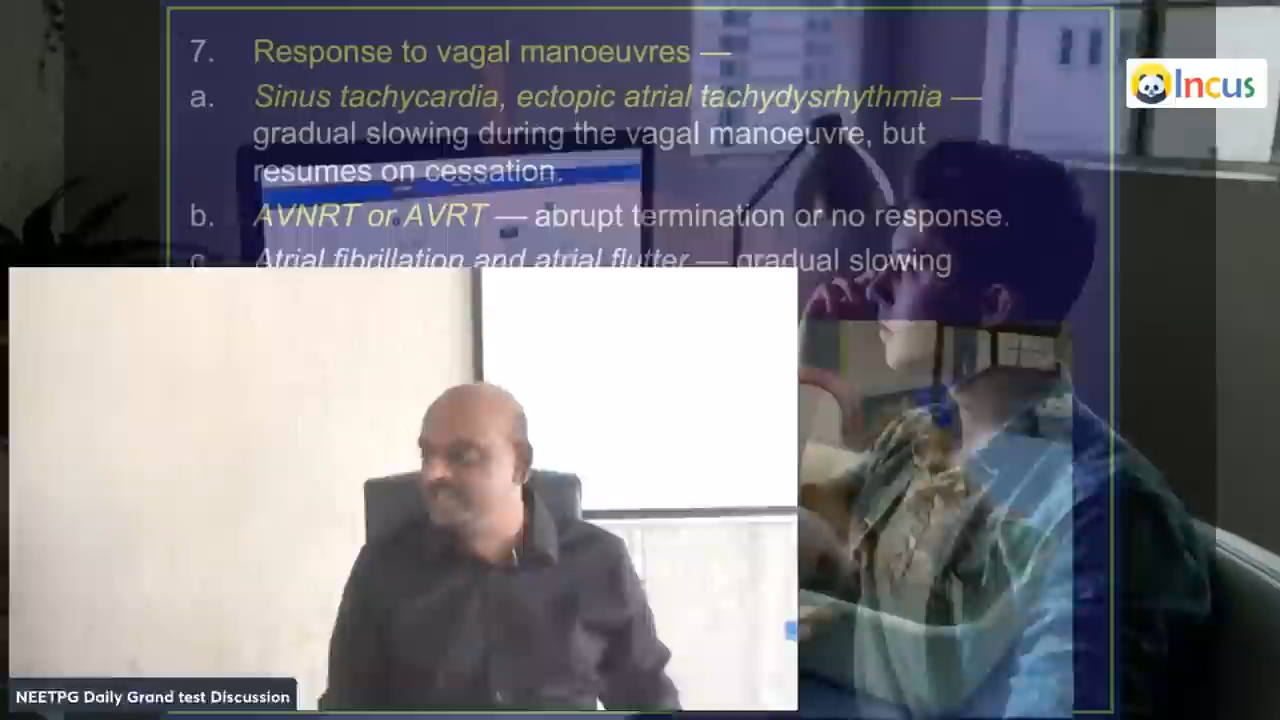 7. Response to vagal manoeuvres —
a. Sinus tachycardia, ectopic atrial tachydysrhythmia —
gradual slowing during the vagal manoeuvre, but
resumes on cessation.
b. AVNRT or AVRT — abrupt termination or no response.
c. Atrial fibrillation and atrial flutter — gradual slowing
Incus
NEETPG Daily Grand test Discussion